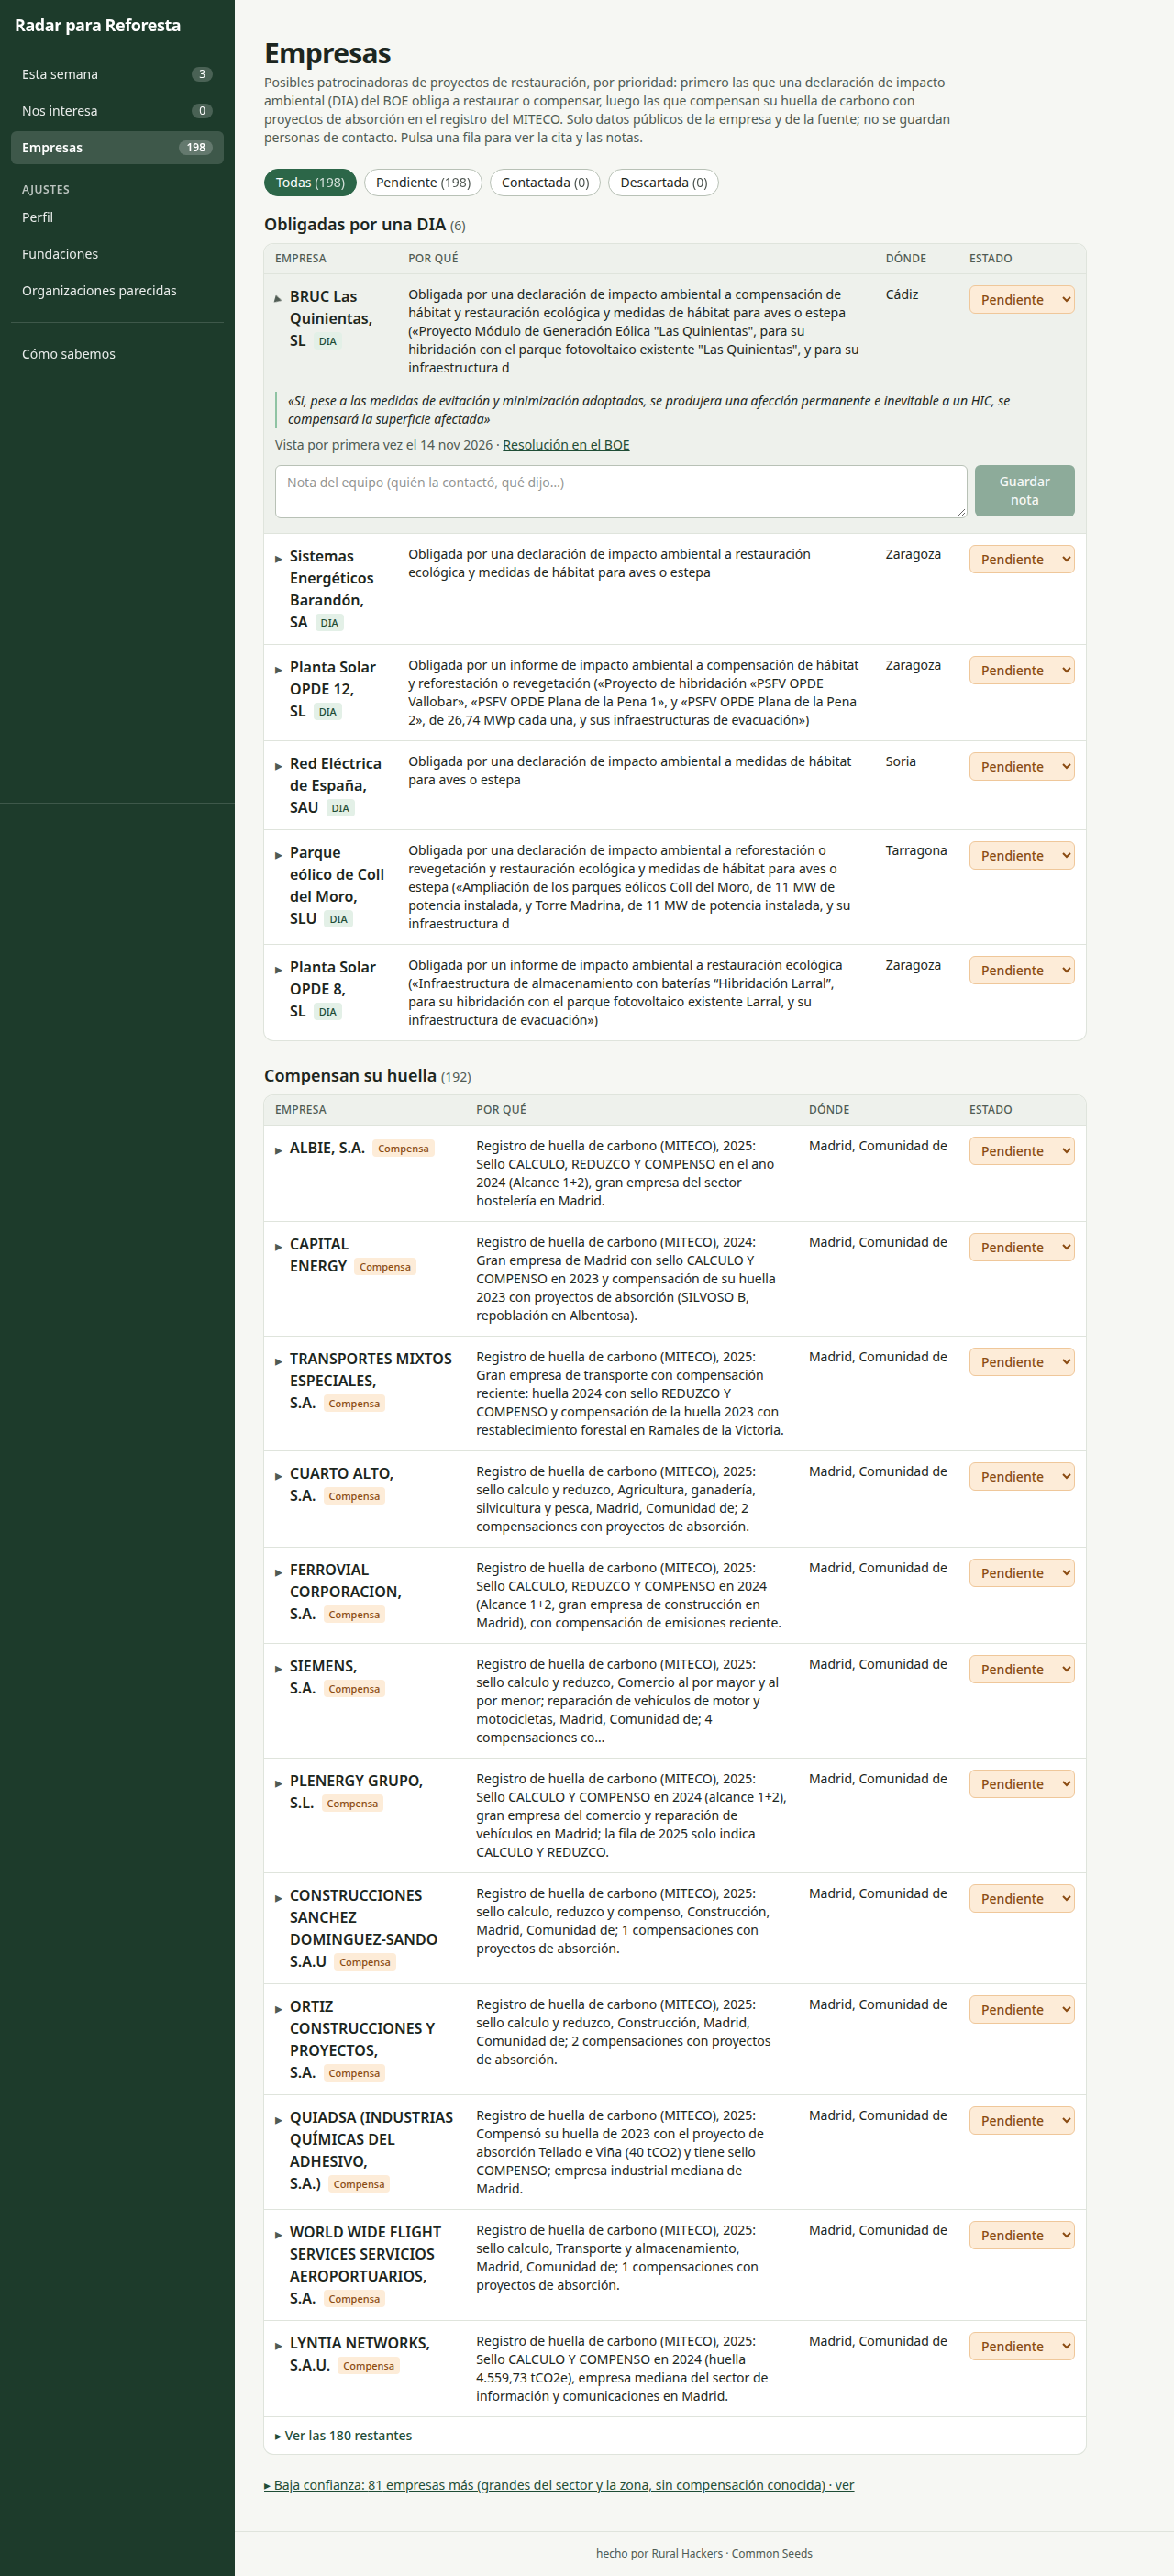 Radar para Reforesta
Esta semana 3
Nos interesa 0
Empresas 198
AJUSTES
Perfil
Fundaciones
Organizaciones parecidas
Cómo sabemos
Empresas
Posibles patrocinadoras de proyectos de restauración, por prioridad: primero las que una declaración de impacto
ambiental (DIA) del BOE obliga a restaurar o compensar, luego las que compensan su huella de carbono con
proyectos de absorción en el registro del MITECO. Solo datos públicos de la empresa y de la fuente; no se guardan
personas de contacto. Pulsa una fila para ver la cita y las notas.
Todas (198) Pendiente (198) Contactada (0) Descartada (0)
Obligadas por una DIA (6)
EMPRESA POR QUÉ DÓNDE ESTADO
BRUC Las
Quinientas,
SL DIA
Obligada por una declaración de impacto ambiental a compensación de
hábitat y restauración ecológica y medidas de hábitat para aves o estepa
(«Proyecto Módulo de Generación Eólica "Las Quinientas", para su
hibridación con el parque fotovoltaico existente "Las Quinientas", y para su
infraestructura d
Cádiz
Pendiente
«Si, pese a las medidas de evitación y minimización adoptadas, se produjera una afección permanente e inevitable a un HIC, se
compensará la superficie afectada»
Vista por primera vez el 14 nov 2026 · Resolución en el BOE
Nota del equipo (quién la contactó, qué dijo…)
Guardar
nota
Sistemas
Energéticos
Barandón,
SA DIA
Obligada por una declaración de impacto ambiental a restauración
ecológica y medidas de hábitat para aves o estepa
Zaragoza
Pendiente
Planta Solar
OPDE 12,
SL DIA
Obligada por un informe de impacto ambiental a compensación de hábitat
y reforestación o revegetación («Proyecto de hibridación «PSFV OPDE
Vallobar», «PSFV OPDE Plana de la Pena 1», y «PSFV OPDE Plana de la Pena
2», de 26,74 MWp cada una, y sus infraestructuras de evacuación»)
Zaragoza
Pendiente
Red Eléctrica
de España,
SAU DIA
Obligada por una declaración de impacto ambiental a medidas de hábitat
para aves o estepa
Soria
Pendiente
Parque
eólico de Coll
del Moro,
SLU DIA
Obligada por una declaración de impacto ambiental a reforestación o
revegetación y restauración ecológica y medidas de hábitat para aves o
estepa («Ampliación de los parques eólicos Coll del Moro, de 11 MW de
potencia instalada, y Torre Madrina, de 11 MW de potencia instalada, y su
infraestructura d
Tarragona
Pendiente
Planta Solar
OPDE 8,
SL DIA
Obligada por un informe de impacto ambiental a restauración ecológica
(«Infraestructura de almacenamiento con baterías “Hibridación Larral”,
para su hibridación con el parque fotovoltaico existente Larral, y su
infraestructura de evacuación»)
Zaragoza
Pendiente
Compensan su huella (192)
EMPRESA POR QUÉ DÓNDE ESTADO
ALBIE, S.A. Compensa
Registro de huella de carbono (MITECO), 2025:
Sello CALCULO, REDUZCO Y COMPENSO en el año
2024 (Alcance 1+2), gran empresa del sector
hostelería en Madrid.
Madrid, Comunidad de
Pendiente
CAPITAL
ENERGY Compensa
Registro de huella de carbono (MITECO), 2024:
Gran empresa de Madrid con sello CALCULO Y
COMPENSO en 2023 y compensación de su huella
2023 con proyectos de absorción (SILVOSO B,
repoblación en Albentosa).
Madrid, Comunidad de
Pendiente
TRANSPORTES MIXTOS
ESPECIALES,
S.A. Compensa
Registro de huella de carbono (MITECO), 2025:
Gran empresa de transporte con compensación
reciente: huella 2024 con sello REDUZCO Y
COMPENSO y compensación de la huella 2023 con
restablecimiento forestal en Ramales de la Victoria.
Madrid, Comunidad de
Pendiente
CUARTO ALTO,
S.A. Compensa
Registro de huella de carbono (MITECO), 2025:
sello calculo y reduzco, Agricultura, ganadería,
silvicultura y pesca, Madrid, Comunidad de; 2
compensaciones con proyectos de absorción.
Madrid, Comunidad de
Pendiente
FERROVIAL
CORPORACION,
S.A. Compensa
Registro de huella de carbono (MITECO), 2025:
Sello CALCULO, REDUZCO Y COMPENSO en 2024
(Alcance 1+2, gran empresa de construcción en
Madrid), con compensación de emisiones reciente.
Madrid, Comunidad de
Pendiente
SIEMENS,
S.A. Compensa
Registro de huella de carbono (MITECO), 2025:
sello calculo y reduzco, Comercio al por mayor y al
por menor; reparación de vehículos de motor y
motocicletas, Madrid, Comunidad de; 4
compensaciones co…
Madrid, Comunidad de
Pendiente
PLENERGY GRUPO,
S.L. Compensa
Registro de huella de carbono (MITECO), 2025:
Sello CALCULO Y COMPENSO en 2024 (alcance 1+2),
gran empresa del comercio y reparación de
vehículos en Madrid; la fila de 2025 solo indica
CALCULO Y REDUZCO.
Madrid, Comunidad de
Pendiente
CONSTRUCCIONES
SANCHEZ
DOMINGUEZ-SANDO
S.A.U Compensa
Registro de huella de carbono (MITECO), 2025:
sello calculo, reduzco y compenso, Construcción,
Madrid, Comunidad de; 1 compensaciones con
proyectos de absorción.
Madrid, Comunidad de
Pendiente
ORTIZ
CONSTRUCCIONES Y
PROYECTOS,
S.A. Compensa
Registro de huella de carbono (MITECO), 2025:
sello calculo y reduzco, Construcción, Madrid,
Comunidad de; 2 compensaciones con proyectos
de absorción.
Madrid, Comunidad de
Pendiente
QUIADSA (INDUSTRIAS
QUÍMICAS DEL
ADHESIVO,
S.A.) Compensa
Registro de huella de carbono (MITECO), 2025:
Compensó su huella de 2023 con el proyecto de
absorción Tellado e Viña (40 tCO2) y tiene sello
COMPENSO; empresa industrial mediana de
Madrid.
Madrid, Comunidad de
Pendiente
WORLD WIDE FLIGHT
SERVICES SERVICIOS
AEROPORTUARIOS,
S.A. Compensa
Registro de huella de carbono (MITECO), 2025:
sello calculo, Transporte y almacenamiento,
Madrid, Comunidad de; 1 compensaciones con
proyectos de absorción.
Madrid, Comunidad de
Pendiente
LYNTIA NETWORKS,
S.A.U. Compensa
Registro de huella de carbono (MITECO), 2025:
Sello CALCULO Y COMPENSO en 2024 (huella
4.559,73 tCO2e), empresa mediana del sector de
información y comunicaciones en Madrid.
Madrid, Comunidad de
Pendiente
▸ Ver las 180 restantes
▸ Baja confianza: 81 empresas más (grandes del sector y la zona, sin compensación conocida) · ver
hecho por Rural Hackers · Common Seeds